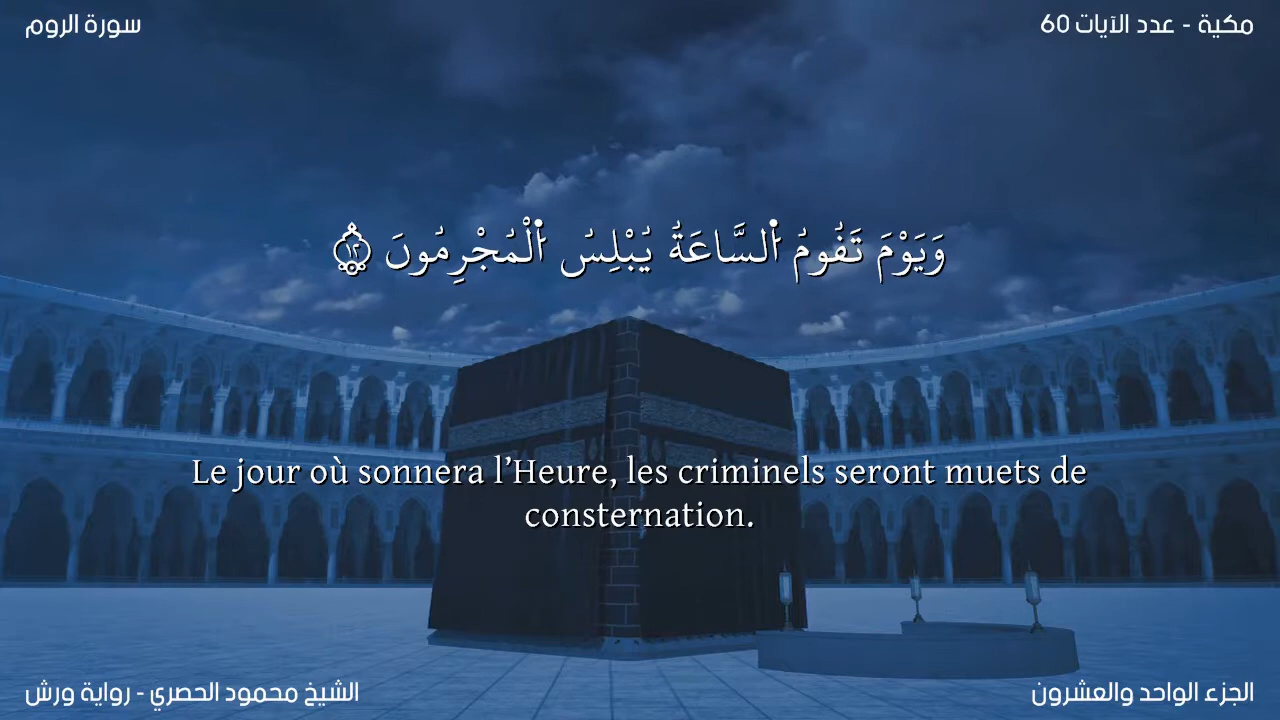 سورة الروم
مكية - عدد الآيات 60
وَيَوْمَ تَقُومُ اُ۬لسَّاعَةُ يُبْلِسُ اُ۬لْمُجْرِمُونَ ١٢
Le jour où sonnera l’Heure, les criminels seront muets de
consternation.
الشيخ محمود الحصري - رواية ورش
الجزء الواحد والعشرون